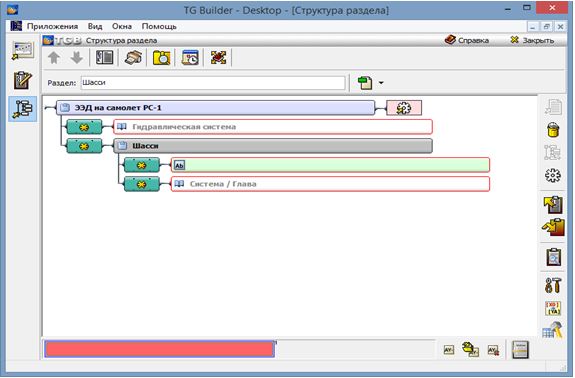 TG Builder - Desktop - [Структура раздела]
Приложения Вид Окна Помощь
TGB Структура раздела Справка Закрыть
Раздел: Шасси
ЭЭД на самолет РС-1
Гидравлическая система
Шасси
Ab
Система / Глава